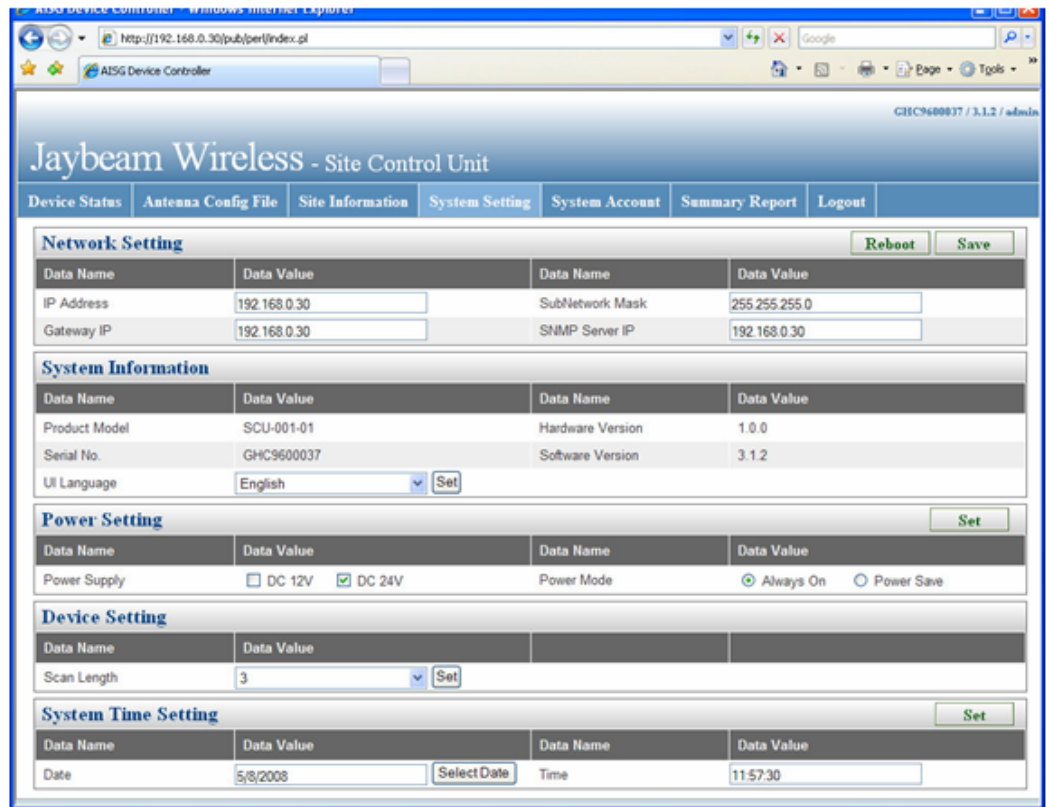 AISG Device Controller - Windows Internet Explorer
http://192.168.0.30/pub/perl/index.pl
Google
AISG Device Controller
Page Tools
GHC9600037 / 3.1.2 / admin
Jaybeam Wireless - Site Control Unit
Device Status Antenna Config File Site Information System Setting System Account Summary Report Logout
Network Setting Reboot Save
Data Name Data Value Data Name Data Value
IP Address 192.168.0.30 SubNetwork Mask 255.255.255.0
Gateway IP 192.168.0.30 SNMP Server IP 192.168.0.30
System Information
Data Name Data Value Data Name Data Value
Product Model SCU-001-01 Hardware Version 1.0.0
Serial No. GHC9600037 Software Version 3.1.2
UI Language English Set
Power Setting Set
Data Name Data Value Data Name Data Value
Power Supply DC 12V DC 24V Power Mode Always On Power Save
Device Setting
Data Name Data Value
Scan Length 3 Set
System Time Setting Set
Data Name Data Value Data Name Data Value
Date 5/8/2008 Select Date Time 11:57:30